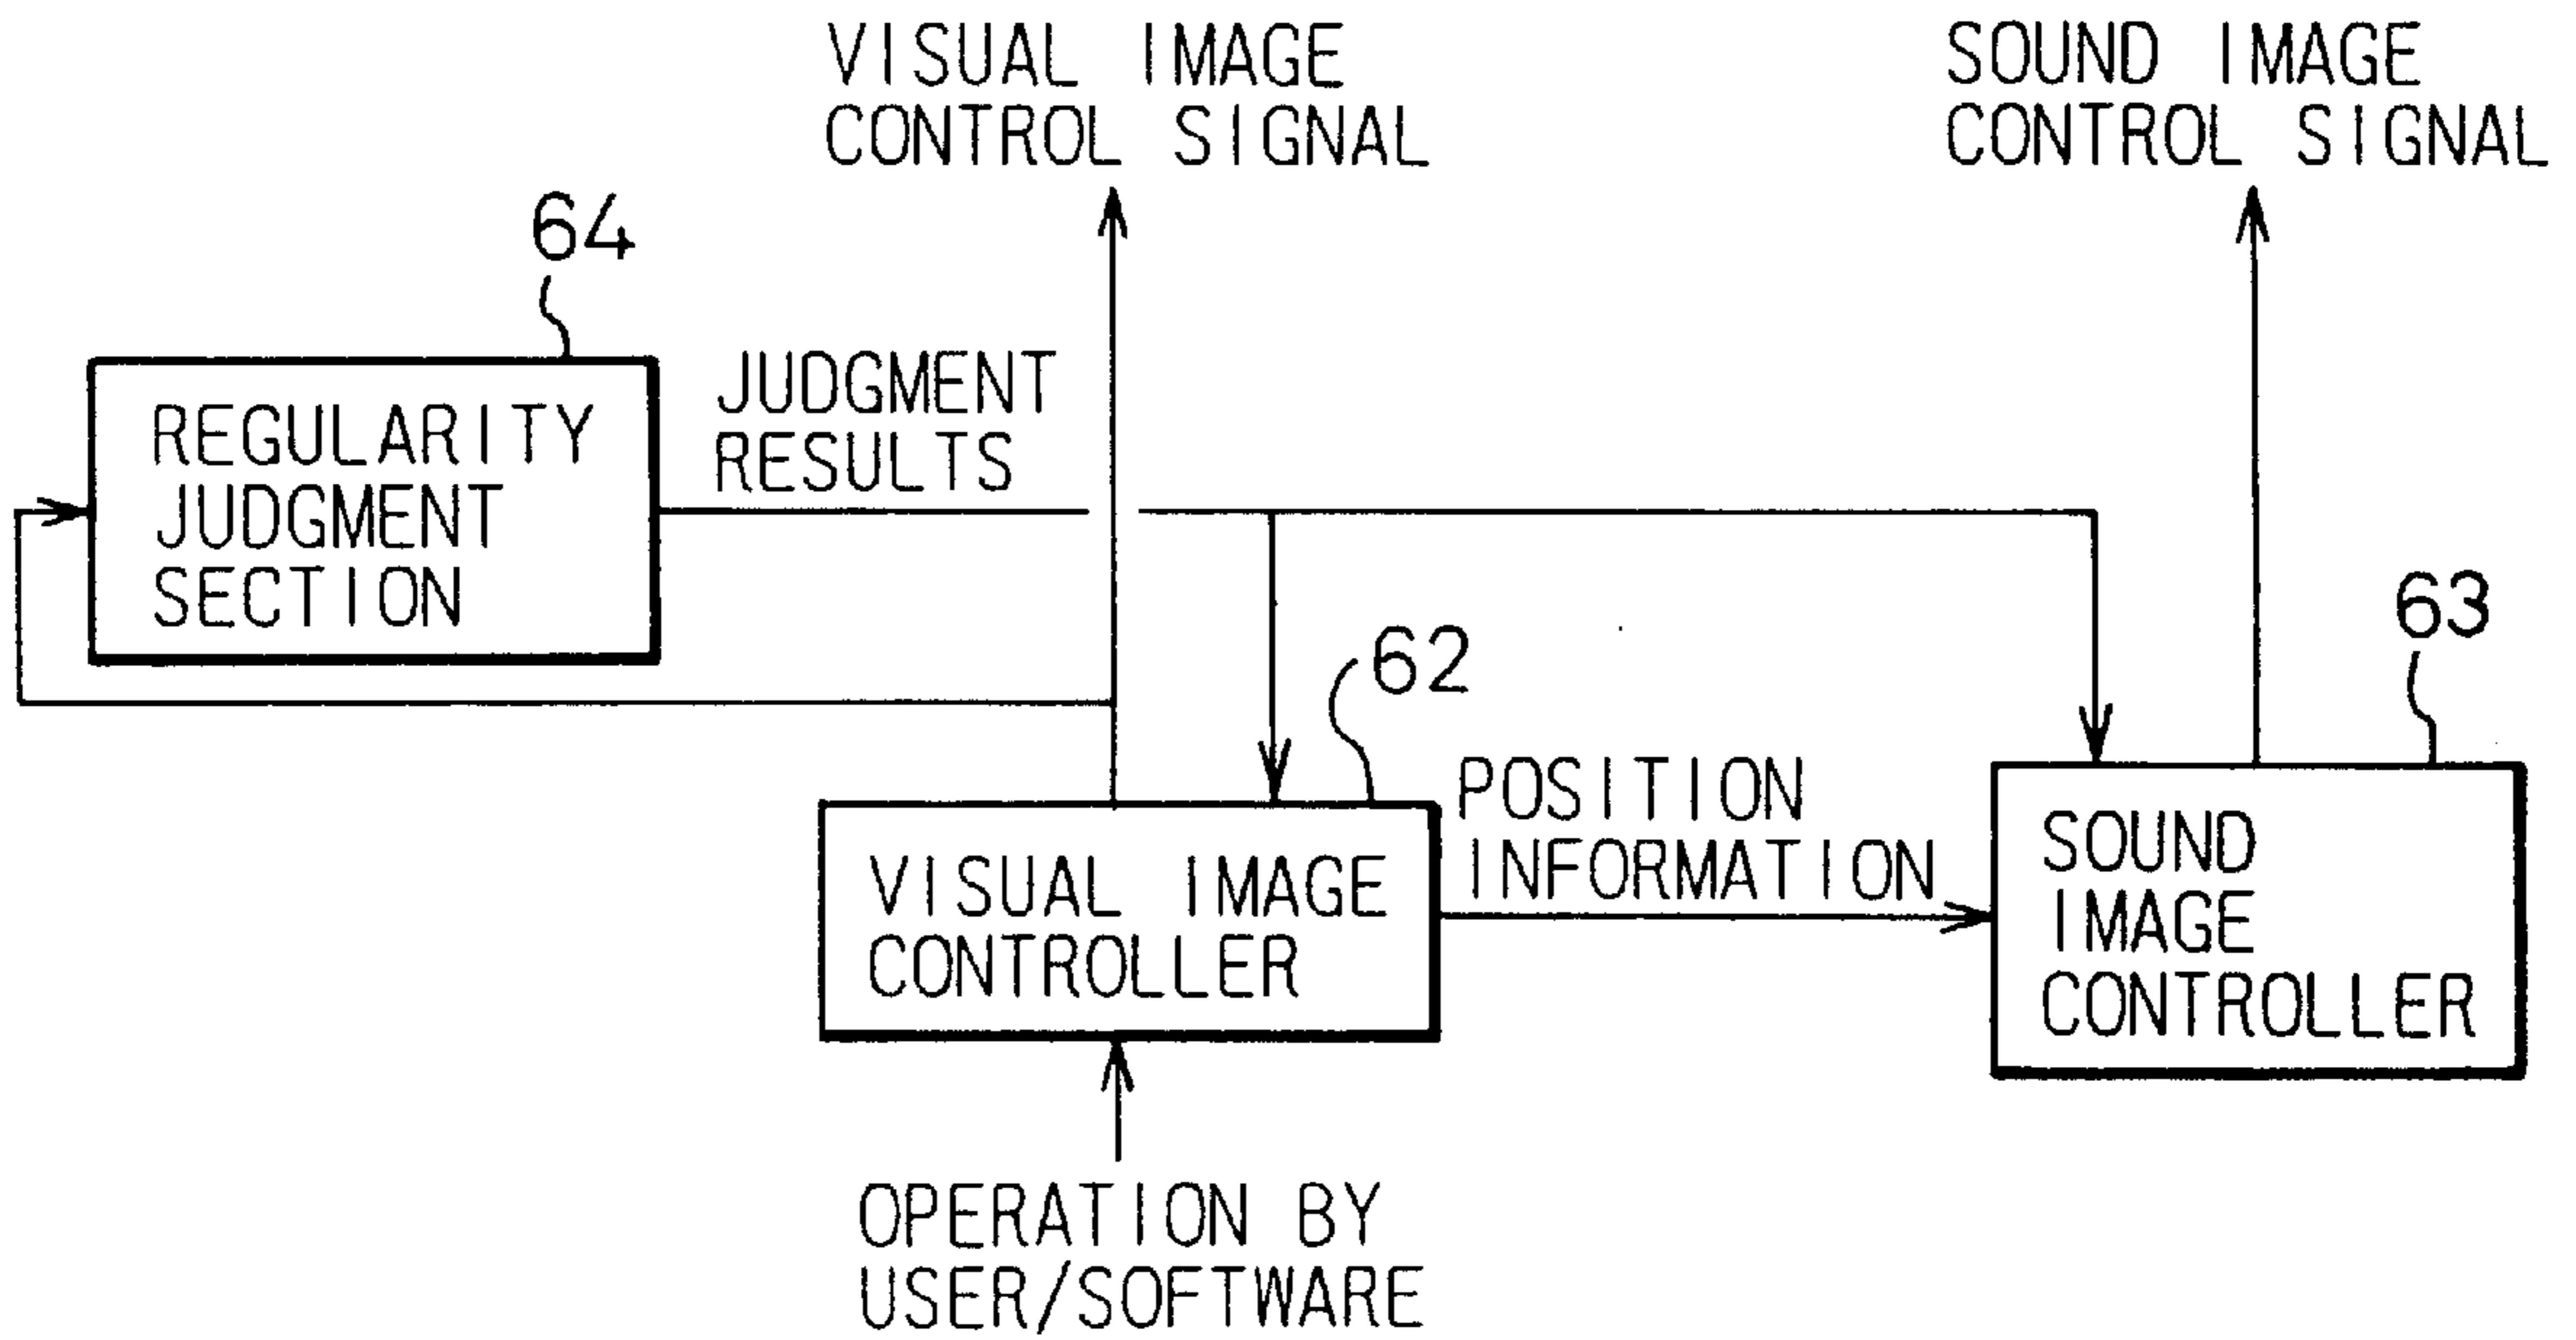 VISUAL IMAGE
CONTROL SIGNAL
SOUND IMAGE
CONTROL SIGNAL
64
REGULARITY
JUDGMENT
SECTION
JUDGMENT
RESULTS
62
63
VISUAL IMAGE
CONTROLLER
POSITION
INFORMATION
SOUND
IMAGE
CONTROLLER
OPERATION BY
USER/SOFTWARE